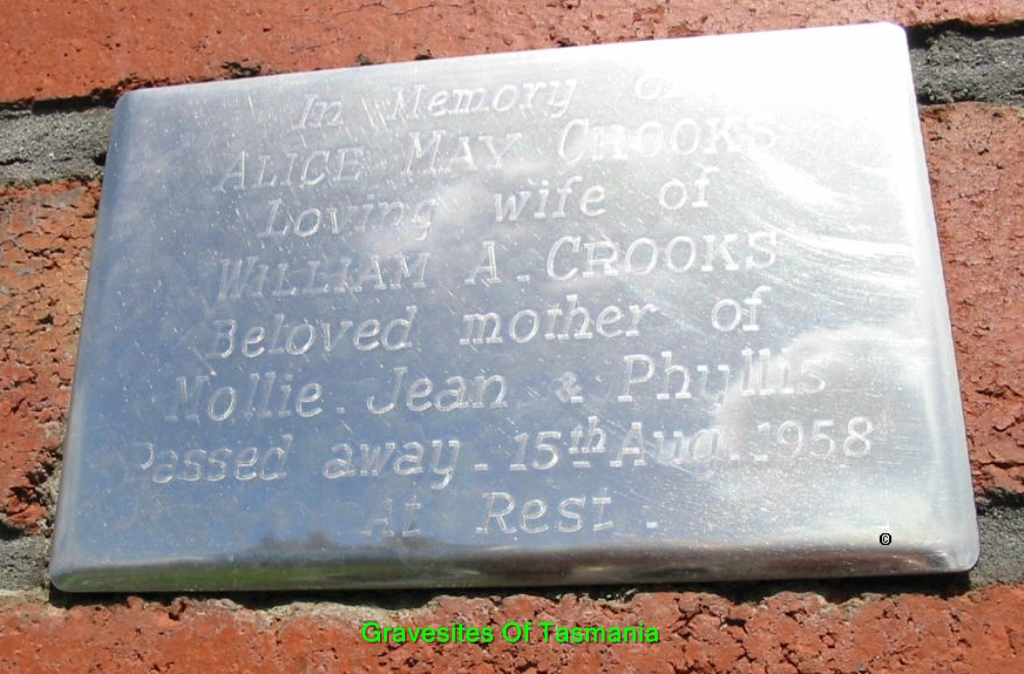 In Memory of
ALICE MAY CROOKS
Loving wife of
WILLIAM A. CROOKS
Beloved mother of
Mollie. Jean & Phyllis
Passed away. 15th Aug. 1958
At Rest.
©
Gravesites Of Tasmania